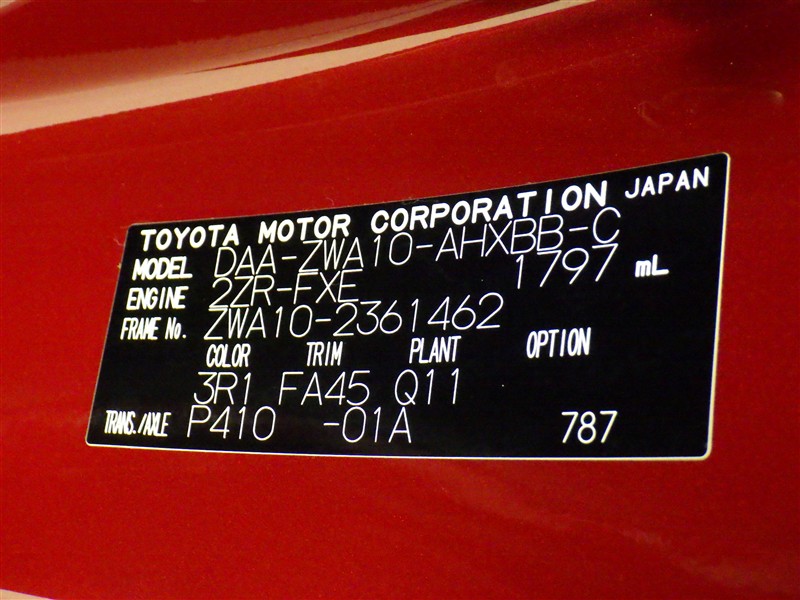 TOYOTA MOTOR CORPORATION JAPAN
MODEL DAA-ZWA10-AHXBB-C
ENGINE 2ZR-FXE 1797 mL
FRAME No. ZWA10-2361462
COLOR TRIM PLANT OPTION
3R1 FA45 Q11
TRANS./AXLE P410 -01A 787